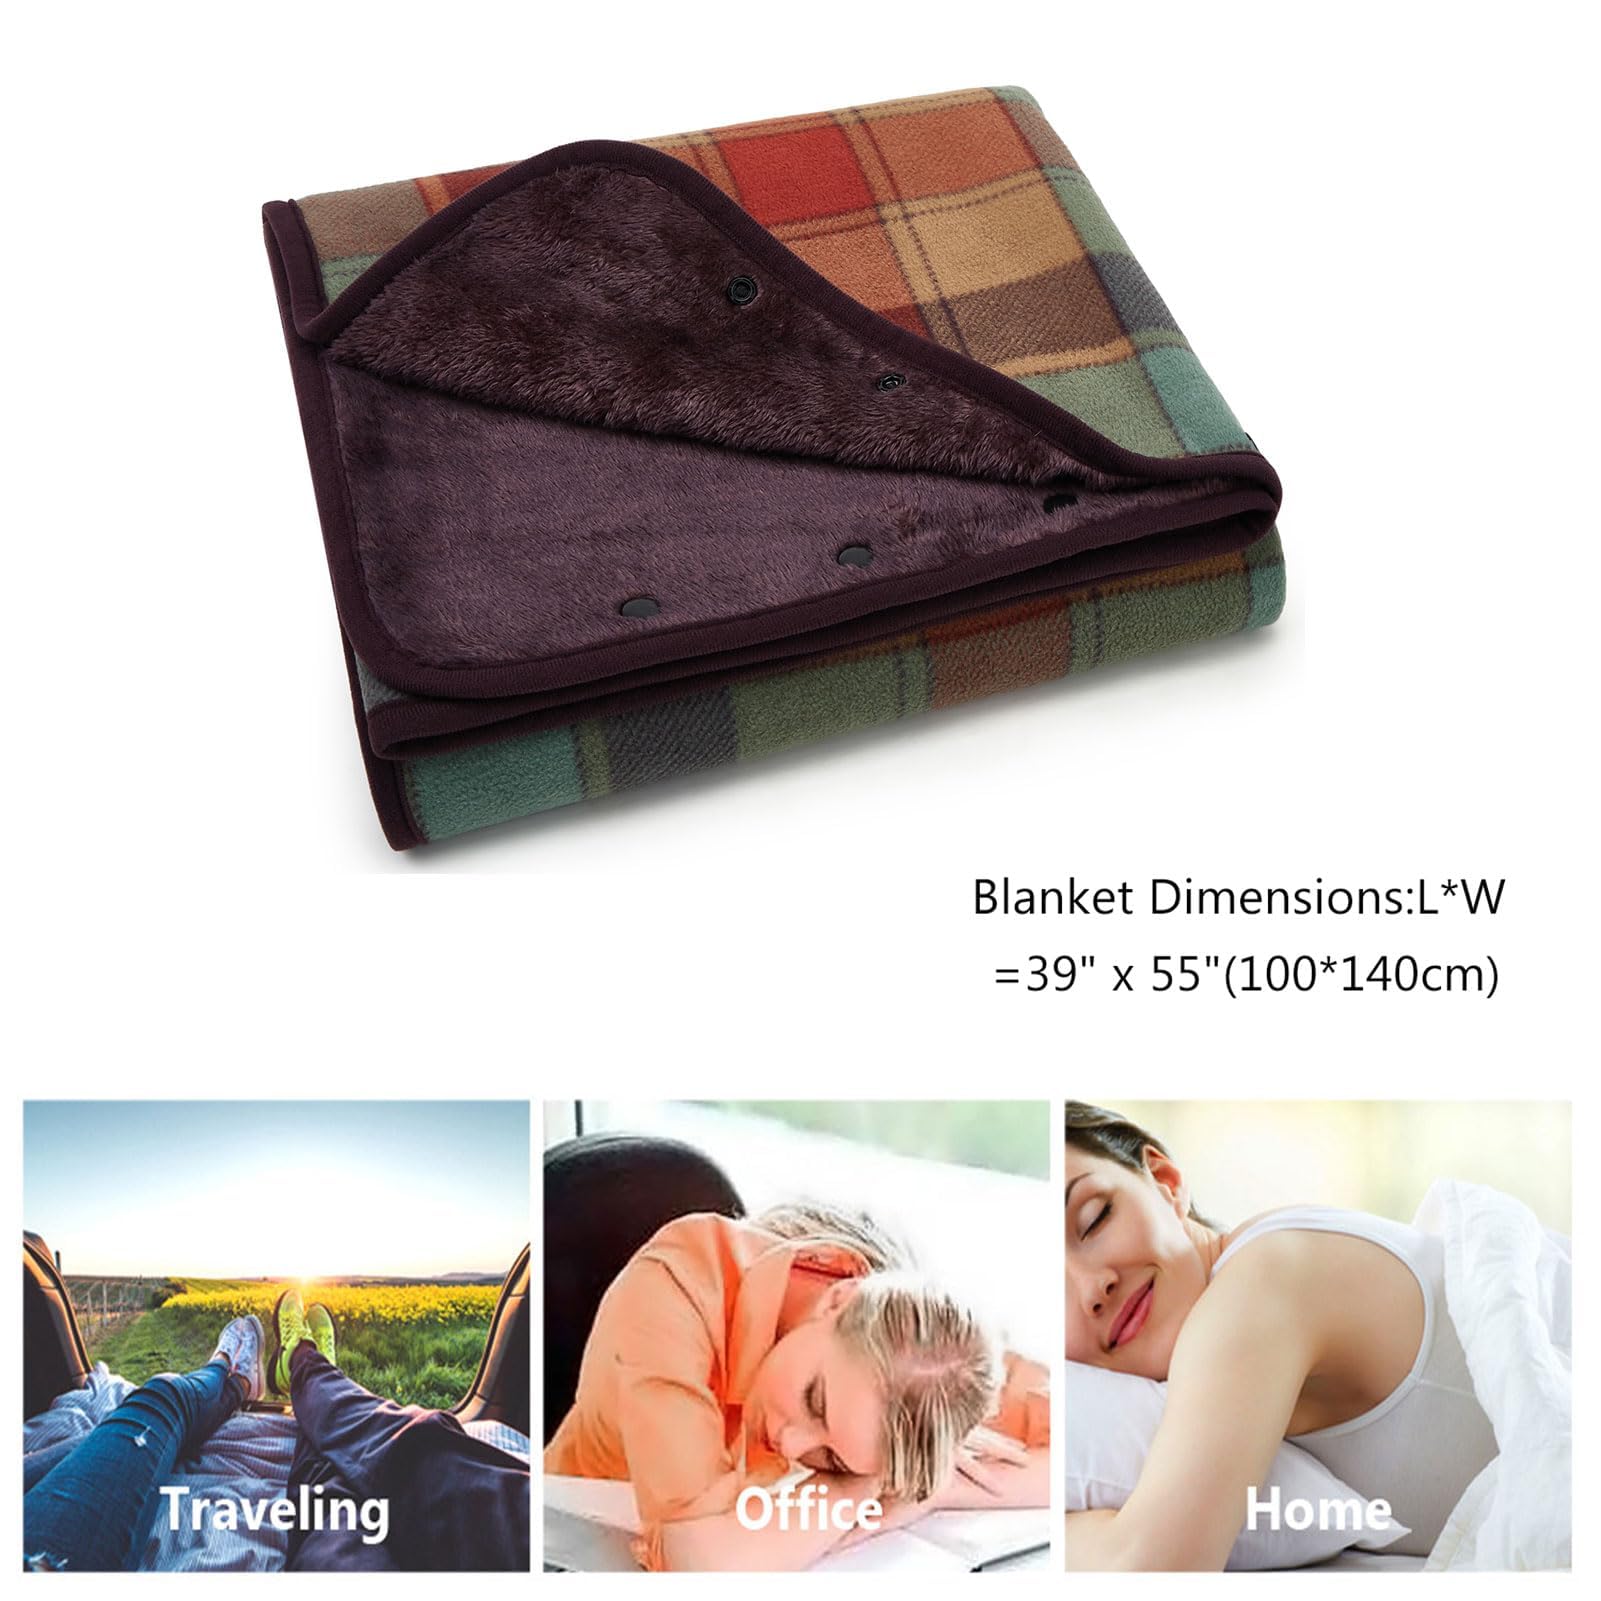 Blanket Dimensions:L*W
=39" x 55"(100*140cm)
Traveling
Office
Home